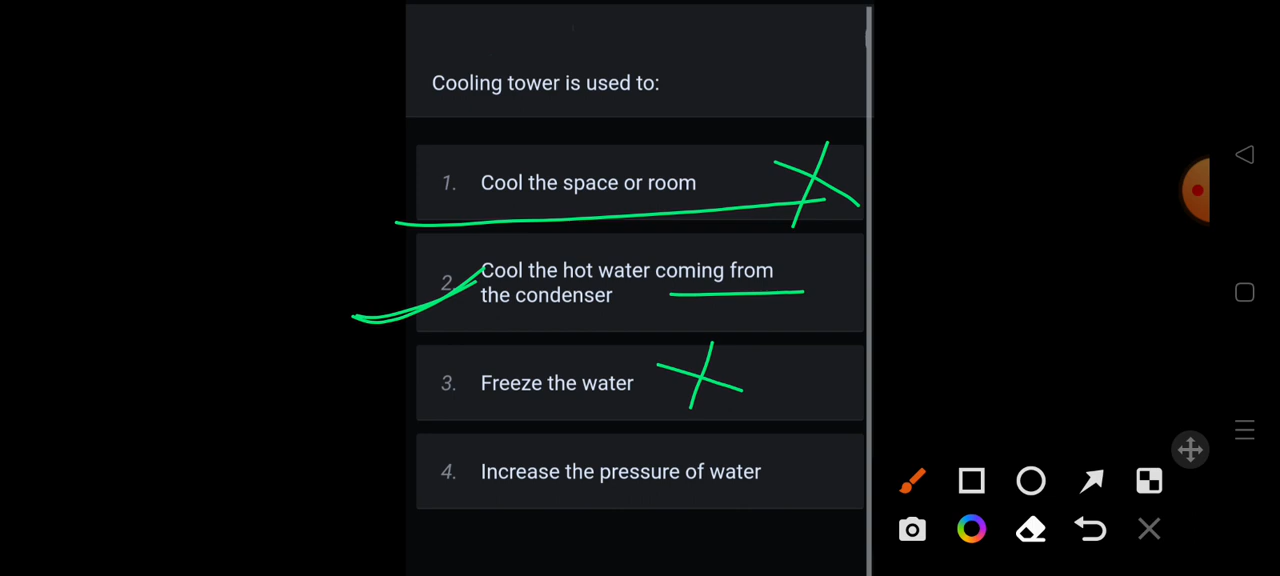 Cooling tower is used to:
1. Cool the space or room
2. Cool the hot water coming from
the condenser
3. Freeze the water
4. Increase the pressure of water